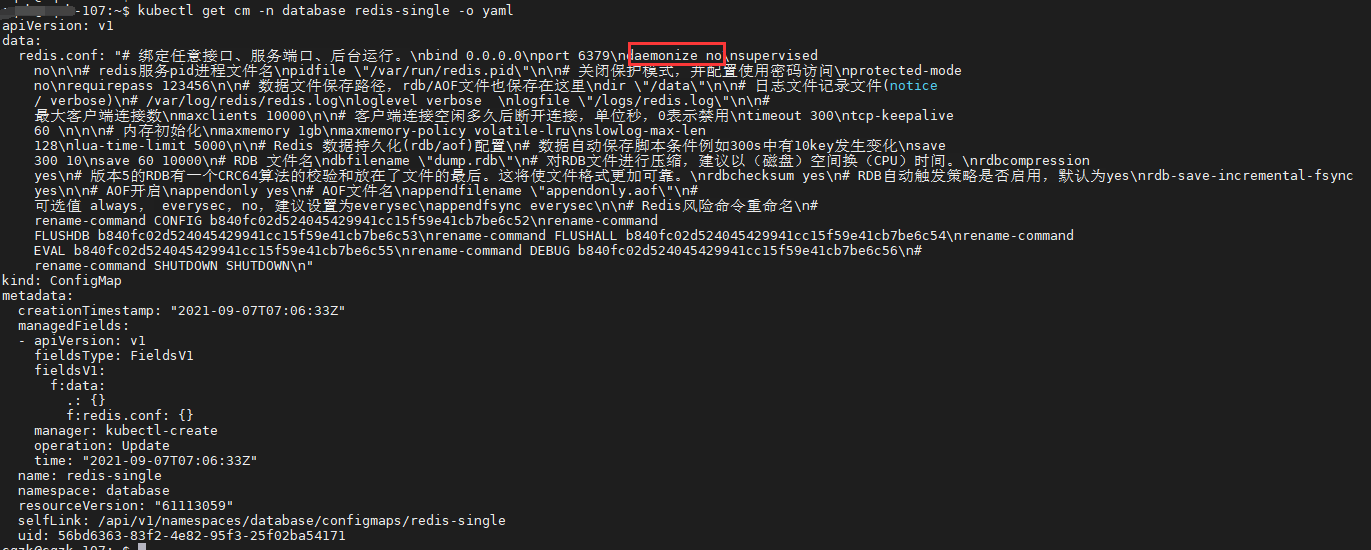 -107:~$ kubectl get cm -n database redis-single -o yaml
apiVersion: v1
data:
  redis.conf: "# 绑定任意接口、服务端口、后台运行。\nbind 0.0.0.0\nport 6379\ndaemonize no\nsupervised
    no\n\n# redis服务pid进程文件名\npidfile \"/var/run/redis.pid\"\n\n# 关闭保护模式，并配置使用密码访问\nprotected-mode
    no\nrequirepass 123456\n\n# 数据文件保存路径，rdb/AOF文件也保存在这里\ndir \"/data\"\n\n# 日志文件记录文件(notice
    / verbose)\n# /var/log/redis/redis.log\nloglevel verbose  \nlogfile \"/logs/redis.log\"\n\n#
    最大客户端连接数\nmaxclients 10000\n\n# 客户端连接空闲多久后断开连接，单位秒，0表示禁用\ntimeout 300\ntcp-keepalive
    60 \n\n\n# 内存初始化\nmaxmemory 1gb\nmaxmemory-policy volatile-lru\nslowlog-max-len
    128\nlua-time-limit 5000\n\n# Redis 数据持久化(rdb/aof)配置\n# 数据自动保存脚本条件例如300s中有10key发生变化\nsave
    300 10\nsave 60 10000\n# RDB 文件名\ndbfilename \"dump.rdb\"\n# 对RDB文件进行压缩，建议以（磁盘）空间换（CPU）时间。\nrdbcompression
    yes\n# 版本5的RDB有一个CRC64算法的校验和放在了文件的最后。这将使文件格式更加可靠。\nrdbchecksum yes\n# RDB自动触发策略是否启用，默认为yes\nrdb-save-incremental-fsync
    yes\n\n# AOF开启\nappendonly yes\n# AOF文件名\nappendfilename \"appendonly.aof\"\n#
    可选值 always， everysec，no，建议设置为everysec\nappendfsync everysec\n\n# Redis风险命令重命名\n#
    rename-command CONFIG b840fc02d524045429941cc15f59e41cb7be6c52\nrename-command
    FLUSHDB b840fc02d524045429941cc15f59e41cb7be6c53\nrename-command FLUSHALL b840fc02d524045429941cc15f59e41cb7be6c54\nrename-command
    EVAL b840fc02d524045429941cc15f59e41cb7be6c55\nrename-command DEBUG b840fc02d524045429941cc15f59e41cb7be6c56\n#
    rename-command SHUTDOWN SHUTDOWN\n"
kind: ConfigMap
metadata:
  creationTimestamp: "2021-09-07T07:06:33Z"
  managedFields:
  - apiVersion: v1
    fieldsType: FieldsV1
    fieldsV1:
      f:data:
        .: {}
        f:redis.conf: {}
    manager: kubectl-create
    operation: Update
    time: "2021-09-07T07:06:33Z"
  name: redis-single
  namespace: database
  resourceVersion: "61113059"
  selfLink: /api/v1/namespaces/database/configmaps/redis-single
  uid: 56bd6363-83f2-4e82-95f3-25f02ba54171